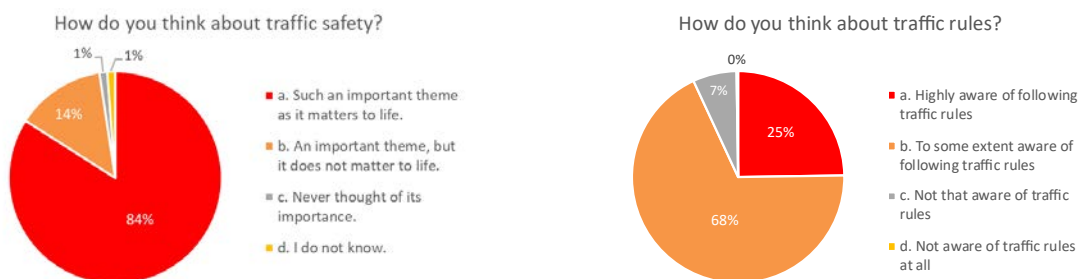 How do you think about traffic safety?
1%
1%
14%
84%
a. Such an important theme
as it matters to life.
b. An important theme, but
it does not matter to life.
c. Never thought of its
importance.
d. I do not know.
How do you think about traffic rules?
0%
7%
25%
68%
a. Highly aware of following
traffic rules
b. To some extent aware of
following traffic rules
c. Not that aware of traffic
rules
d. Not aware of traffic rules
at all